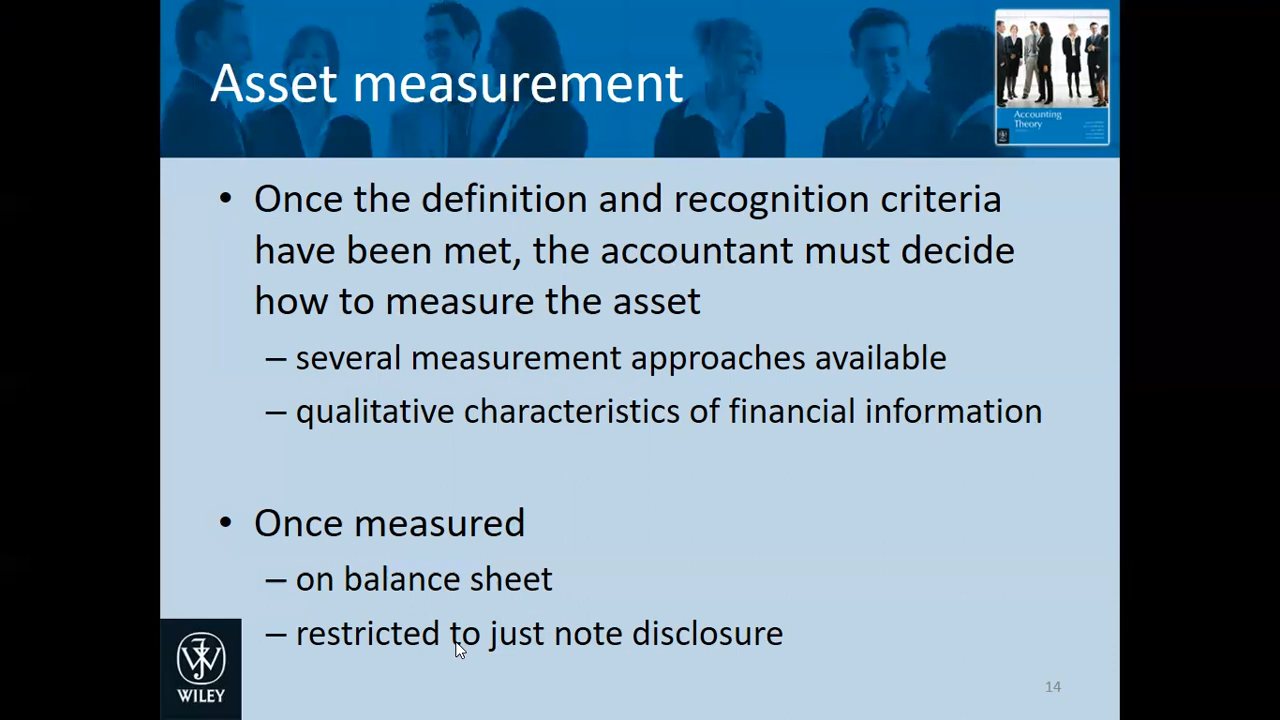 Asset measurement
Accounting
Theory
• Once the definition and recognition criteria
have been met, the accountant must decide
how to measure the asset
– several measurement approaches available
– qualitative characteristics of financial information
• Once measured
– on balance sheet
– restricted to just note disclosure
WILEY
14